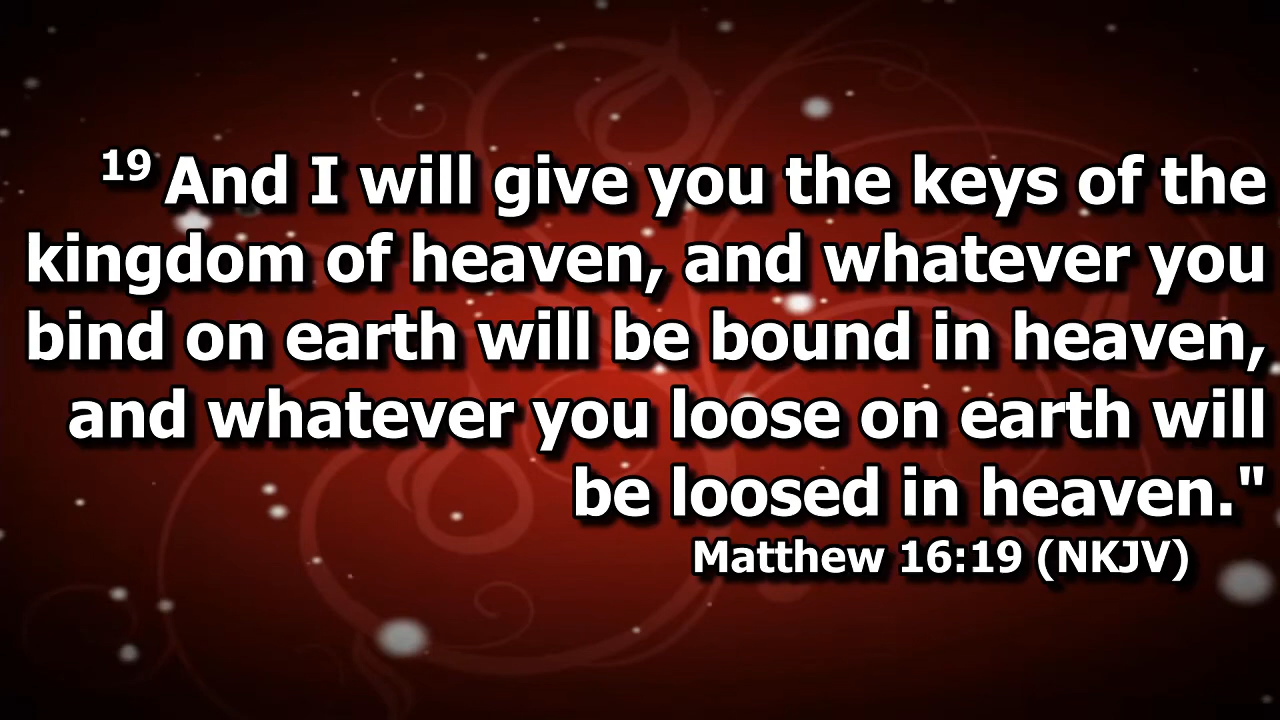 19 And I will give you the keys of the
kingdom of heaven, and whatever you
bind on earth will be bound in heaven,
and whatever you loose on earth will
be loosed in heaven."
Matthew 16:19 (NKJV)